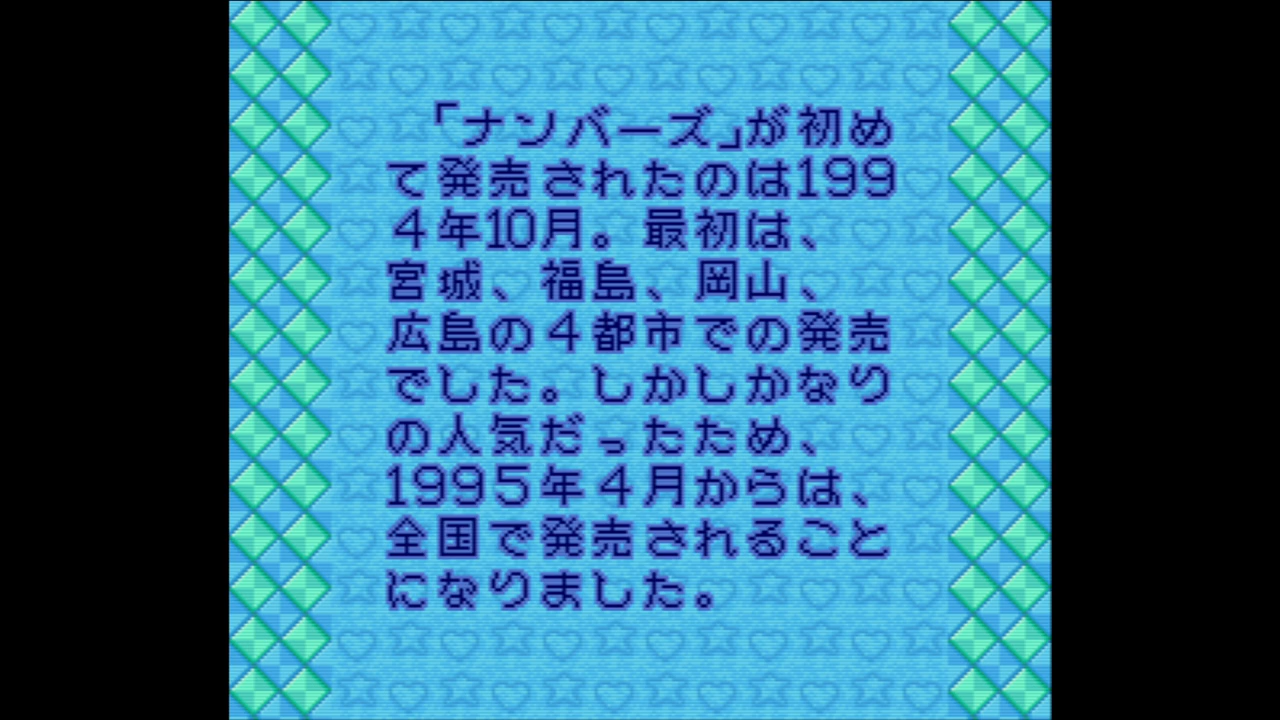 「ナンバーズ」が初め
て発売されたのは199
4年10月。最初は、
宮城、福島、岡山、
広島の4都市での発売
でした。しかしかなり
の人気だったため、
1995年4月からは、
全国で発売されること
になりました。